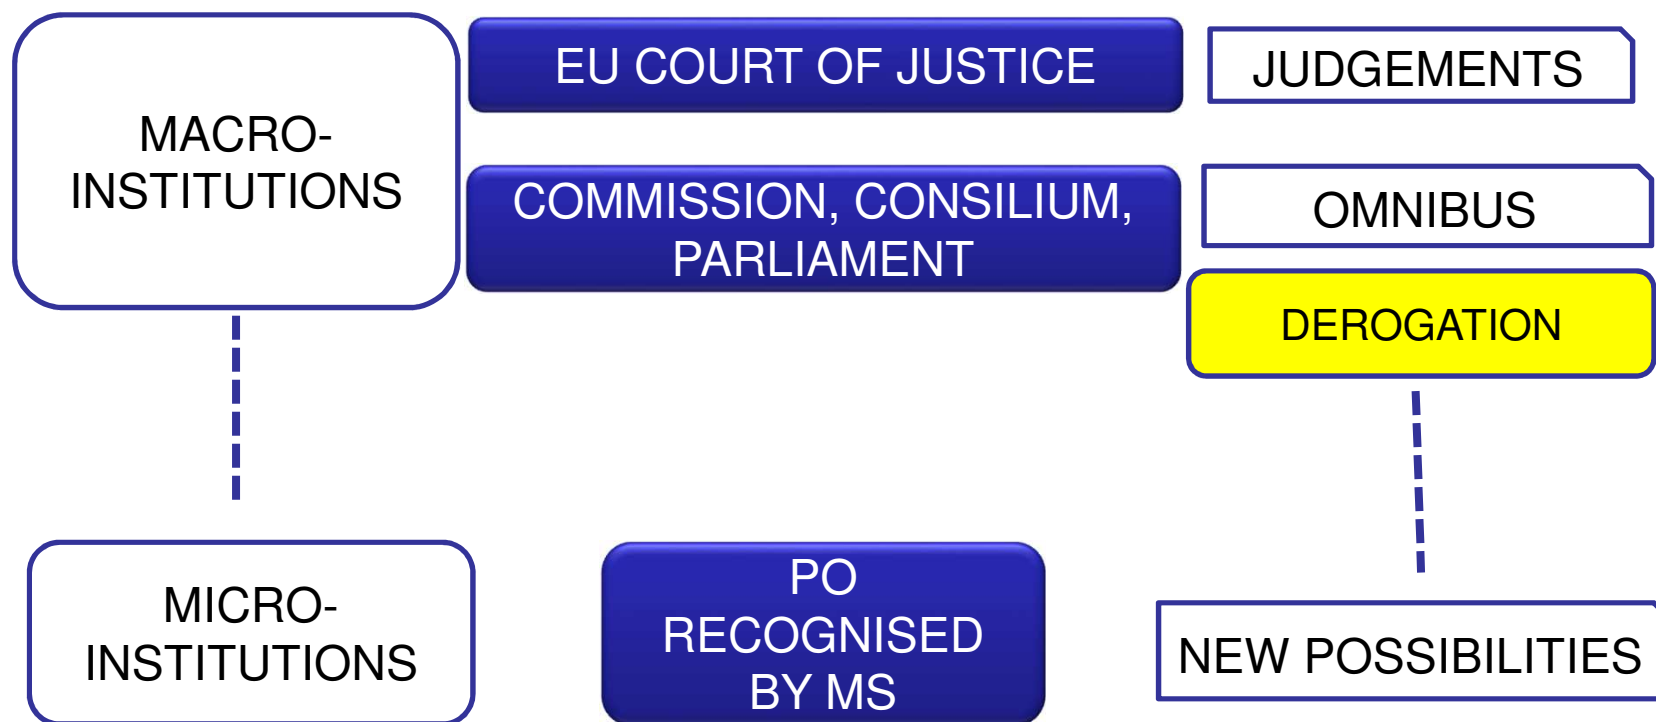 MACRO-
INSTITUTIONS
EU COURT OF JUSTICE
JUDGEMENTS
COMMISSION, CONSILIUM,
PARLIAMENT
OMNIBUS
DEROGATION
MICRO-
INSTITUTIONS
PO
RECOGNISED
BY MS
NEW POSSIBILITIES